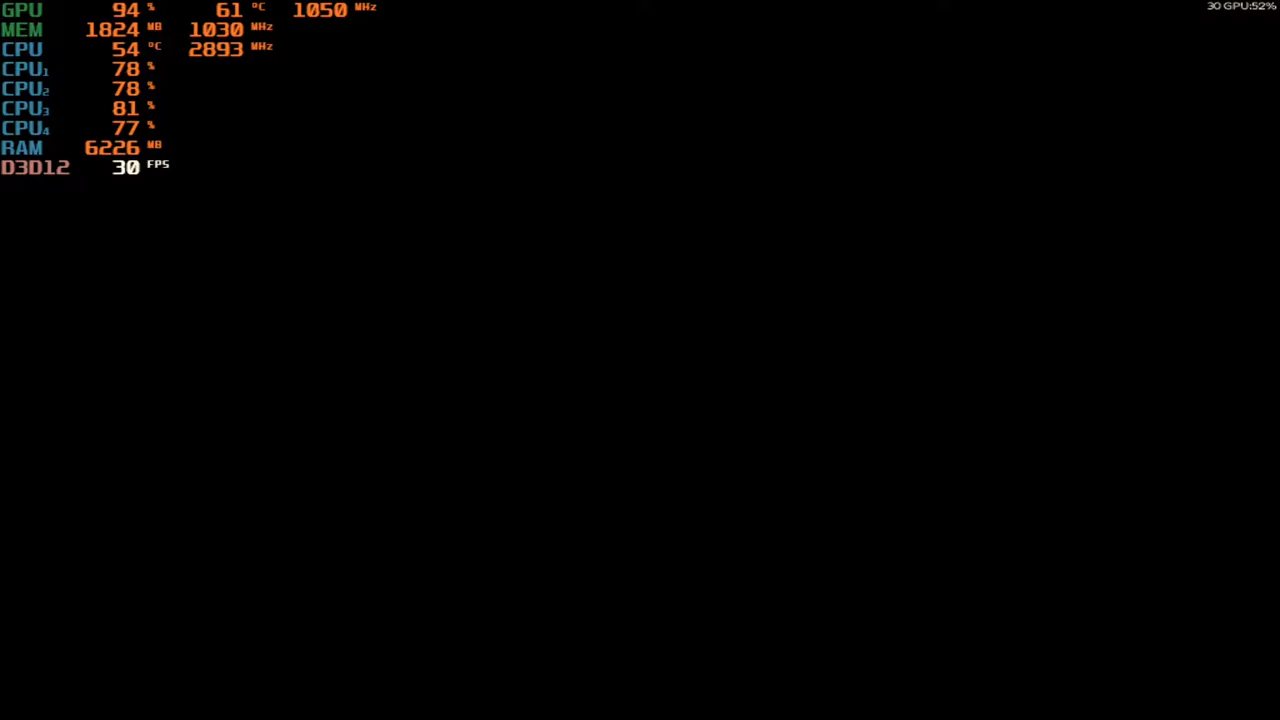 GPU 94 % 61 °C 1050 MHz
MEM 1824 MB 1030 MHz
CPU 54 °C 2893 MHz
CPU1 78 %
CPU2 78 %
CPU3 81 %
CPU4 77 %
RAM 6226 MB
D3D12 30 FPS
30 GPU:52%